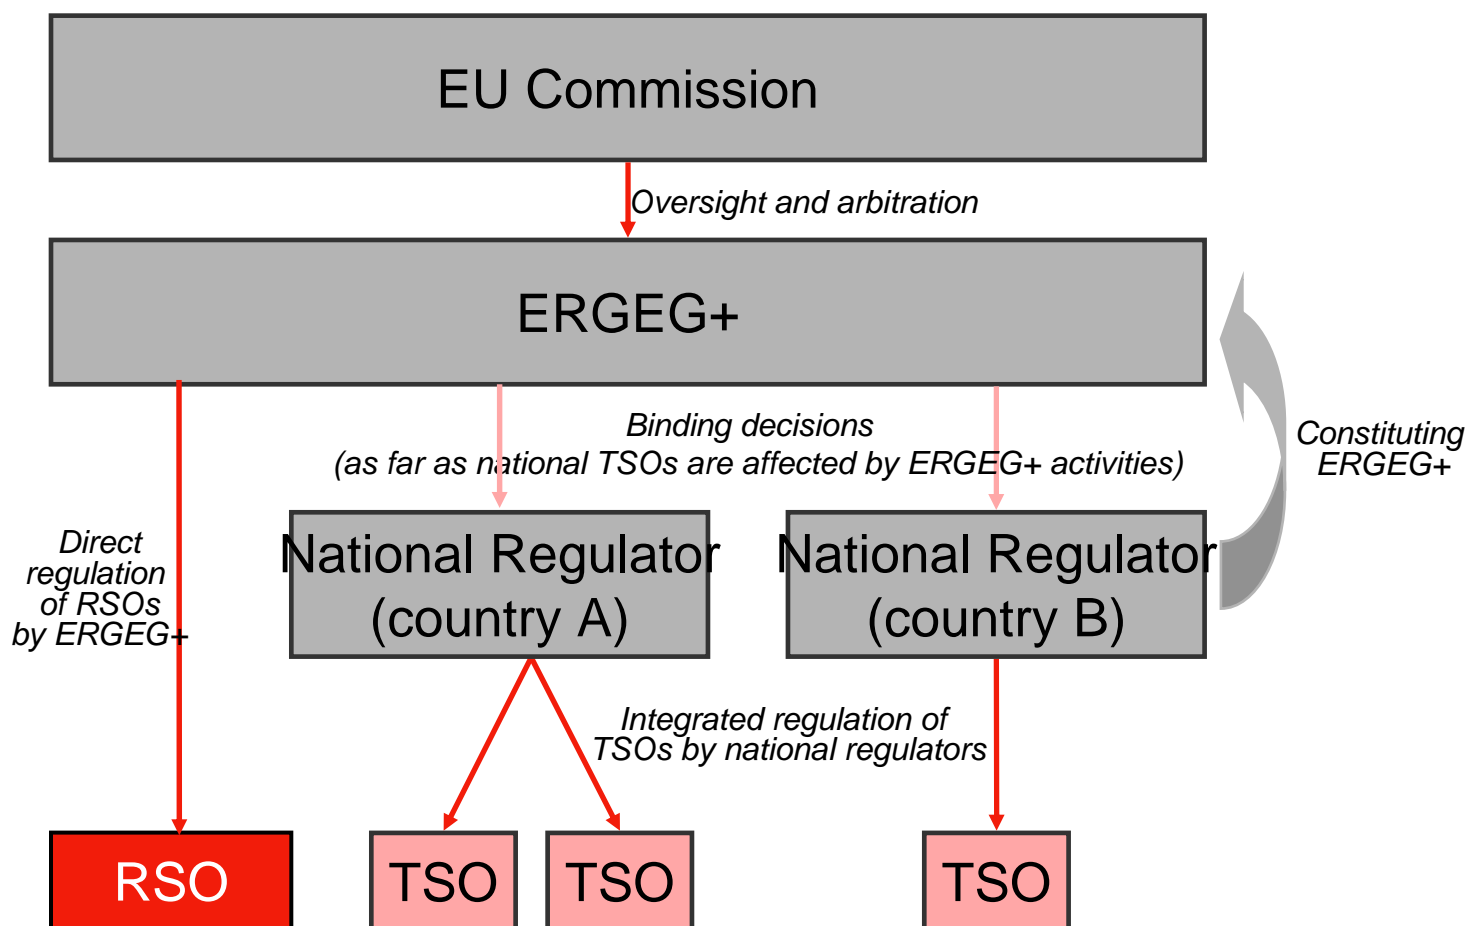 EU Commission
Oversight and arbitration
ERGEG+
Binding decisions
(as far as national TSOs are affected by ERGEG+ activities)
Constituting
ERGEG+
Direct
regulation
of RSOs
by ERGEG+
National Regulator
(country A)
National Regulator
(country B)
Integrated regulation of
TSOs by national regulators
RSO
TSO
TSO
TSO